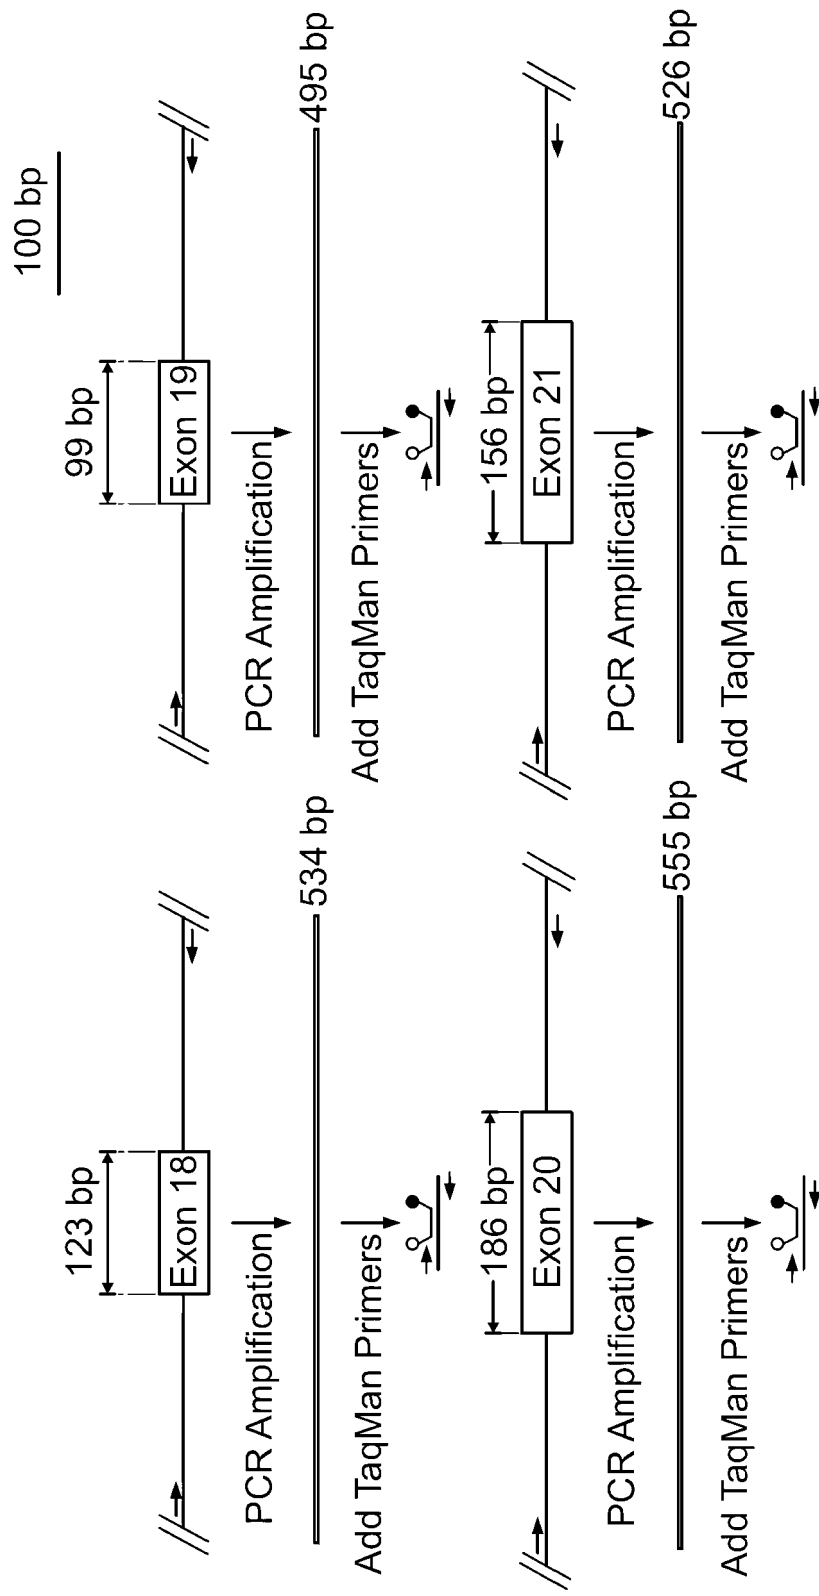 100 bp
123 bp
Exon 18
PCR Amplification
534 bp
Add TaqMan Primers
99 bp
Exon 19
PCR Amplification
495 bp
Add TaqMan Primers
186 bp
Exon 20
PCR Amplification
555 bp
Add TaqMan Primers
156 bp
Exon 21
PCR Amplification
526 bp
Add TaqMan Primers